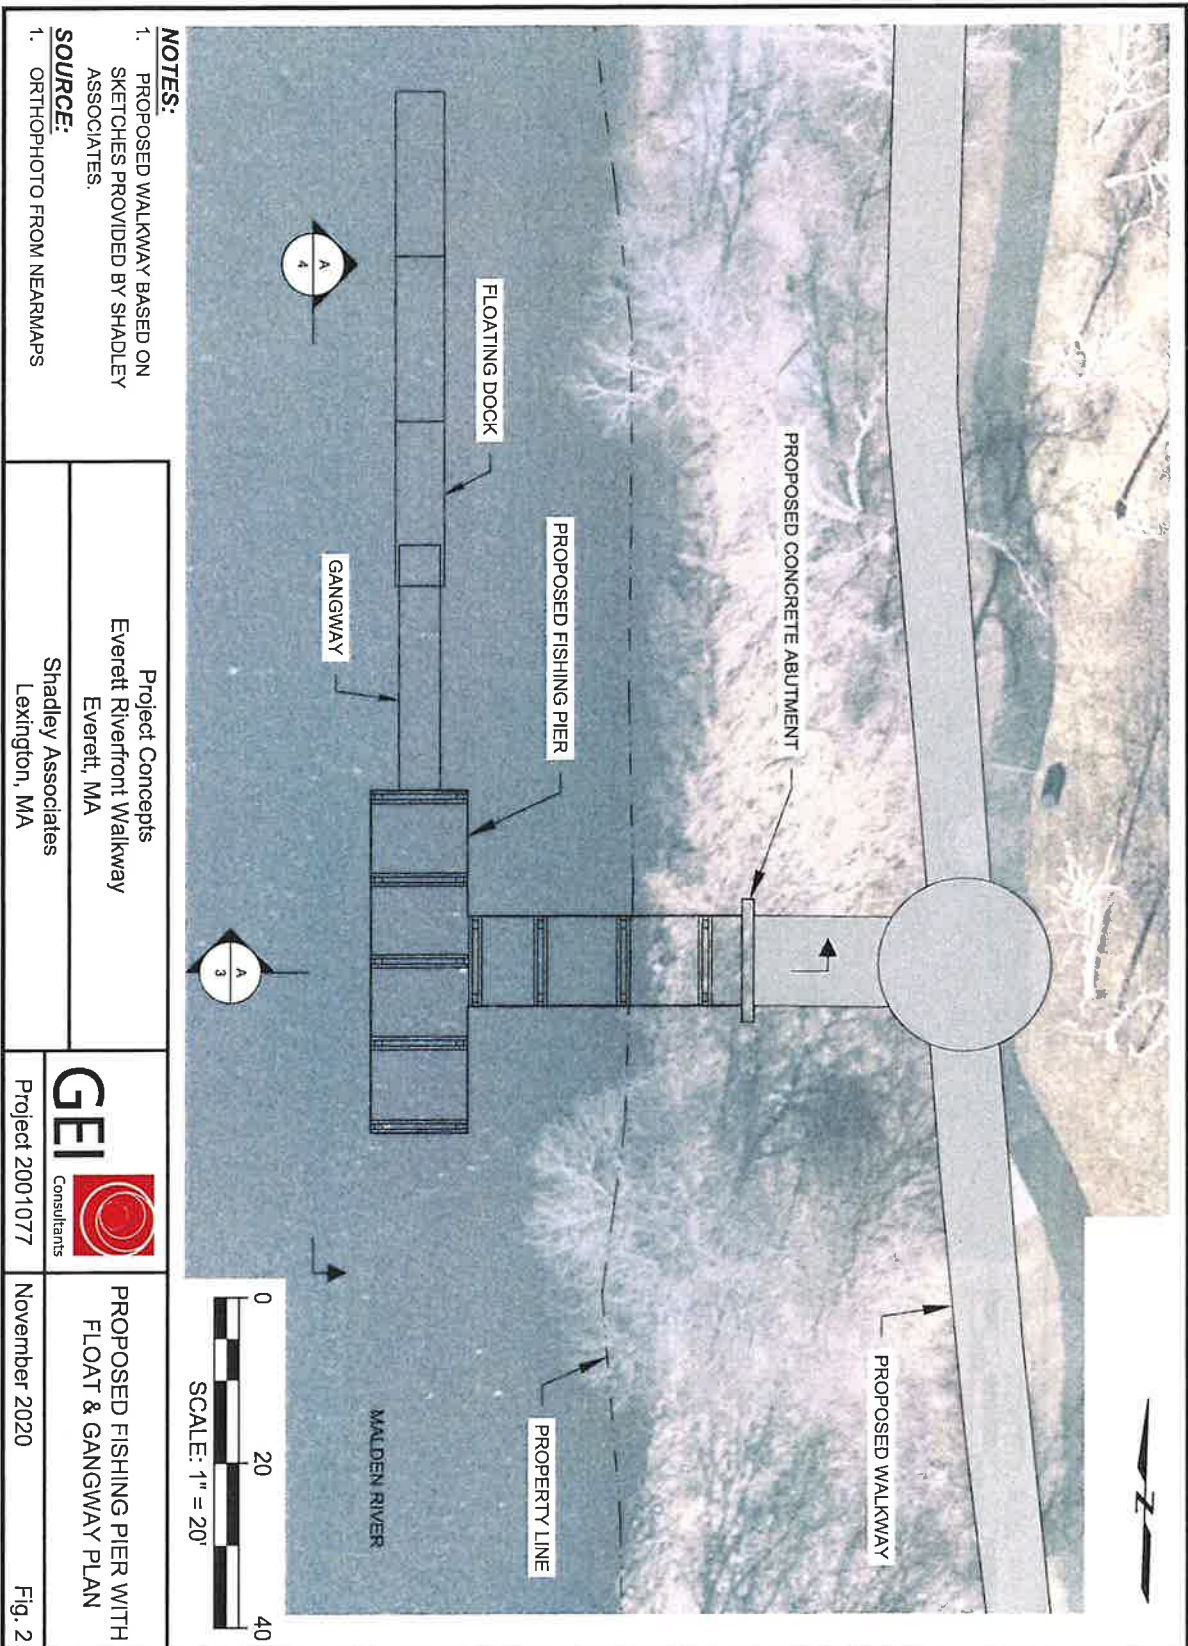 FLOATING DOCK
PROPOSED CONCRETE ABUTMENT
PROPOSED FISHING PIER
GANGWAY
A
4
A
3
PROPOSED WALKWAY
PROPERTY LINE
MALDEN RIVER
Z
0 20 40
SCALE: 1" = 20'
NOTES:
1. PROPOSED WALKWAY BASED ON
SKETCHES PROVIDED BY SHADLEY
ASSOCIATES.
SOURCE:
1. ORTHOPHOTO FROM NEARMAPS
Project Concepts
Everett Riverfront Walkway
Everett, MA
Shadley Associates
Lexington, MA
GEI
Consultants
Project 2001077
PROPOSED FISHING PIER WITH
FLOAT & GANGWAY PLAN
November 2020 Fig. 2